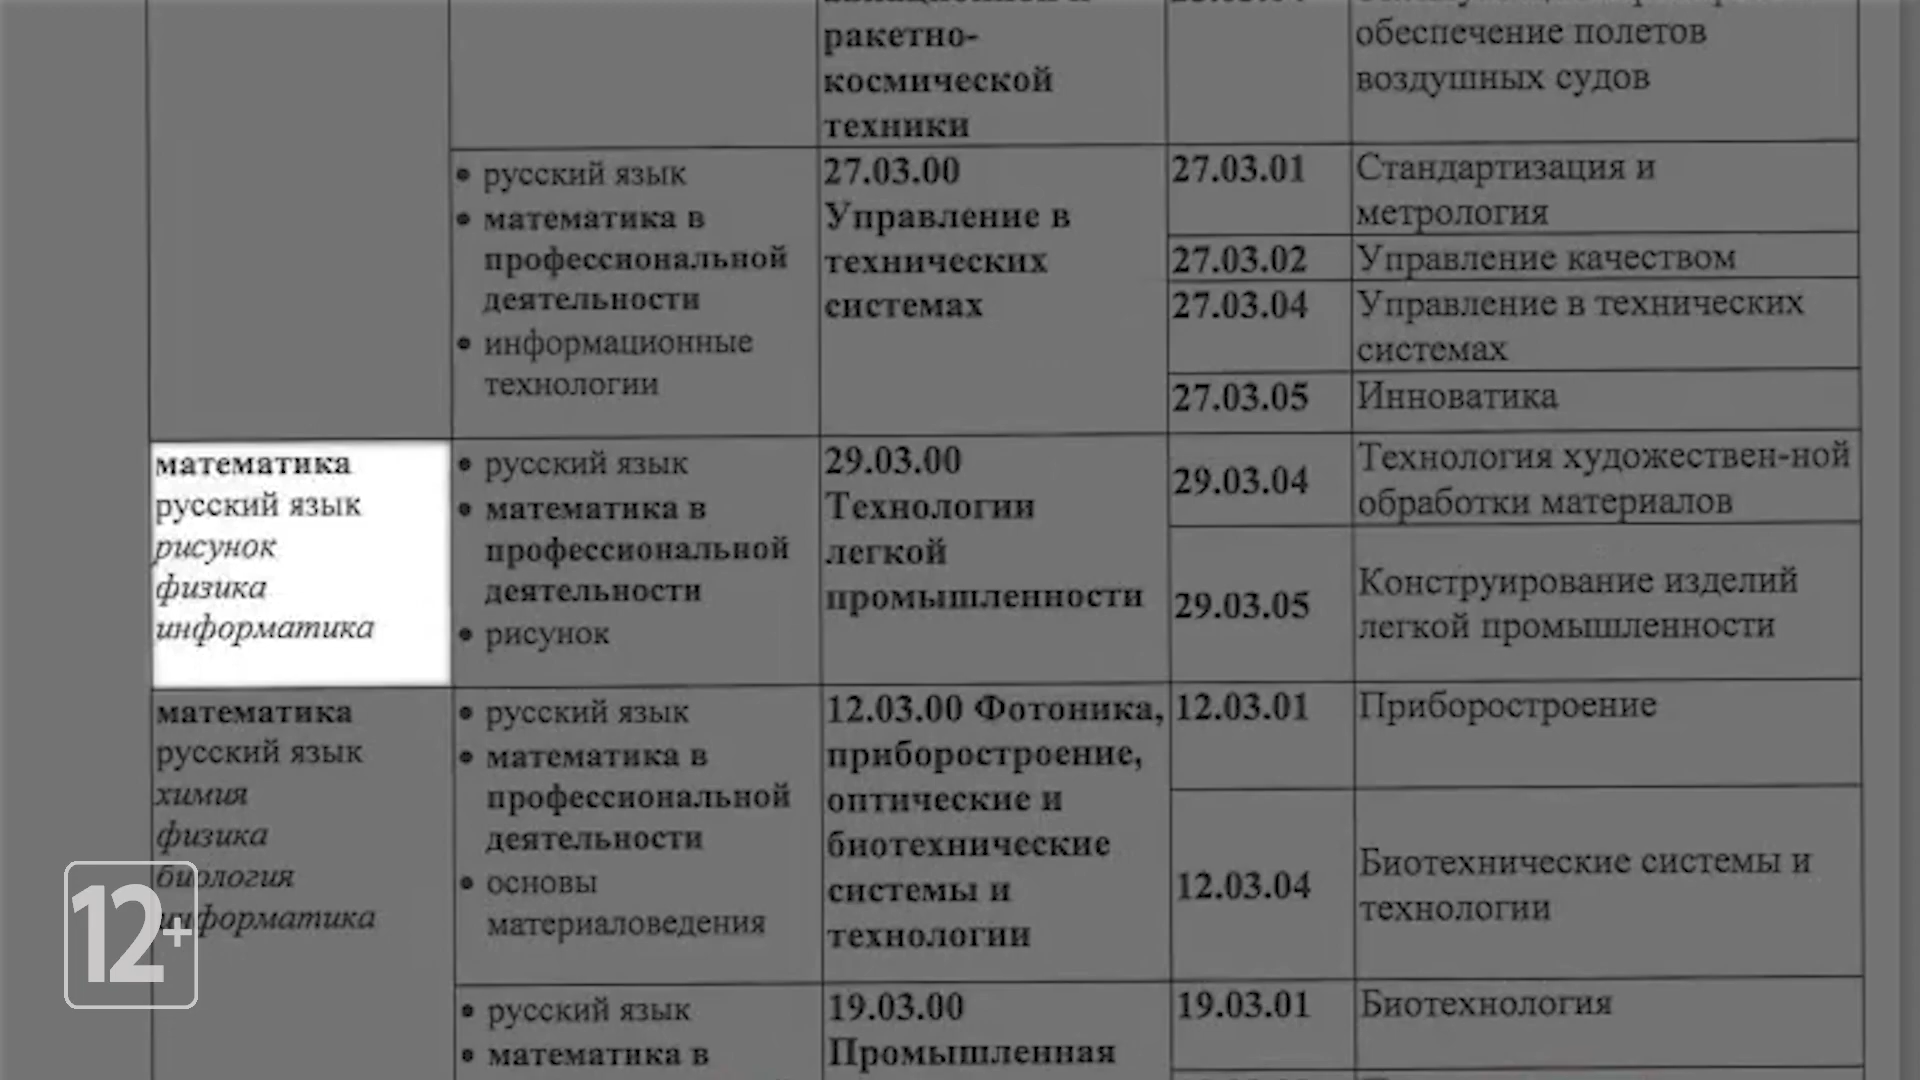 ракетно-
космической
техники
обеспечение полетов
воздушных судов
• русский язык
• математика в
профессиональной
деятельности
• информационные
технологии
27.03.00
Управление в
технических
системах
27.03.01
Стандартизация и
метрология
27.03.02
Управление качеством
27.03.04
Управление в технических
системах
27.03.05
Инноватика
математика
русский язык
рисунок
физика
информатика
• русский язык
• математика в
профессиональной
деятельности
• рисунок
29.03.00
Технологии
легкой
промышленности
29.03.04
Технология художествен-ной
обработки материалов
29.03.05
Конструирование изделий
легкой промышленности
математика
русский язык
химия
физика
биология
информатика
• русский язык
• математика в
профессиональной
деятельности
• основы
материаловедения
12.03.00 Фотоника,
приборостроение,
оптические и
биотехнические
системы и
технологии
12.03.01
Приборостроение
12.03.04
Биотехнические системы и
технологии
• русский язык
• математика в
19.03.00
Промышленная
19.03.01
Биотехнология
12+